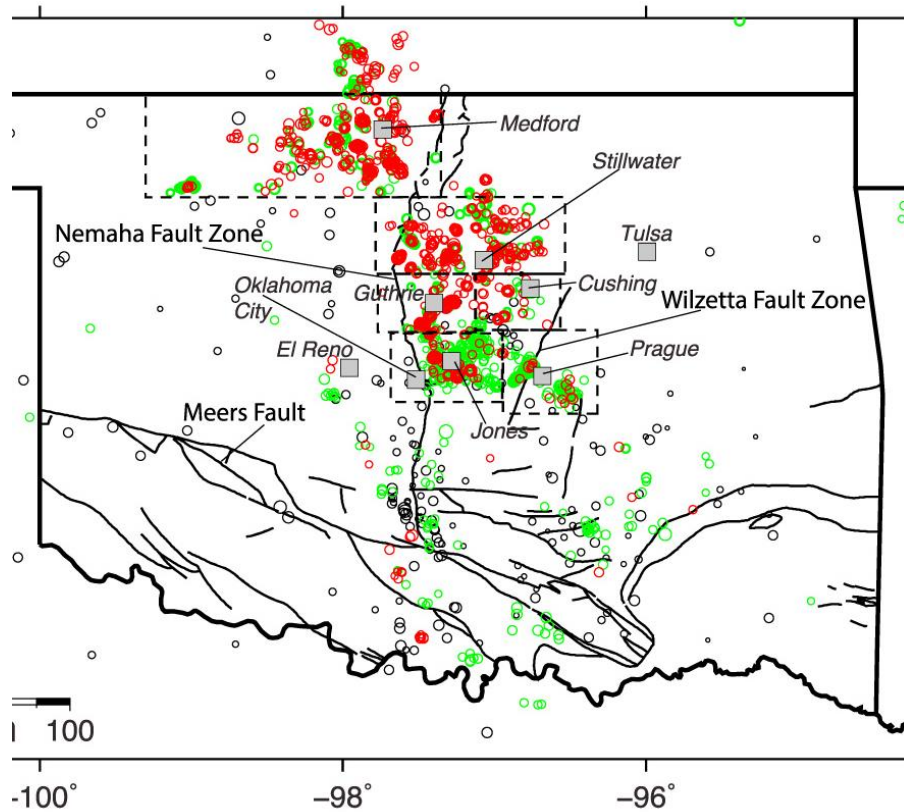 Medford
Stillwater
Nemaha Fault Zone
Tulsa
Oklahoma
City
Guthrie
Cushing
Wilzetta Fault Zone
El Reno
Prague
Meers Fault
Jones
100
-100°
-98°
-96°